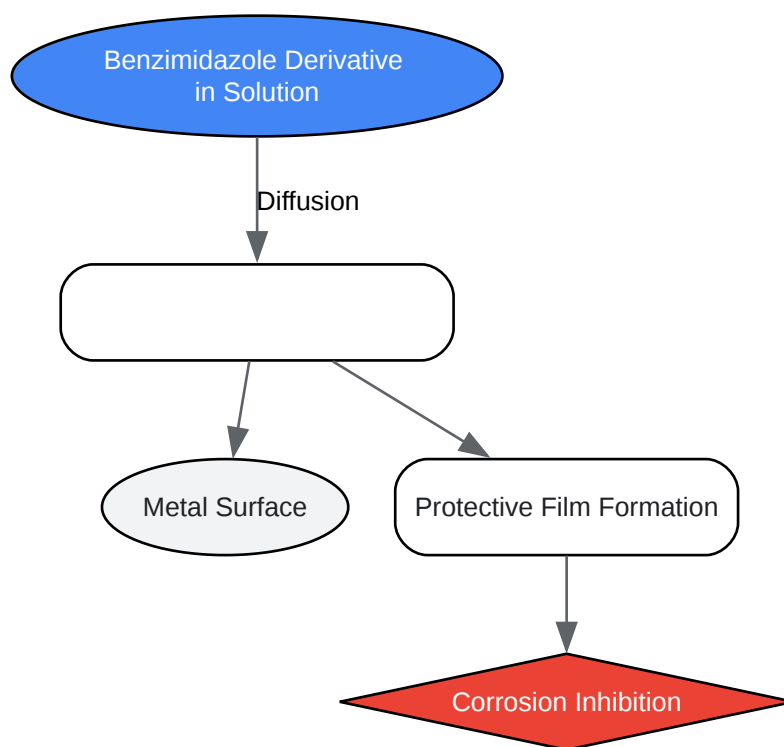 Benzimidazole Derivative
in Solution
Diffusion
Metal Surface
Protective Film Formation
Corrosion Inhibition